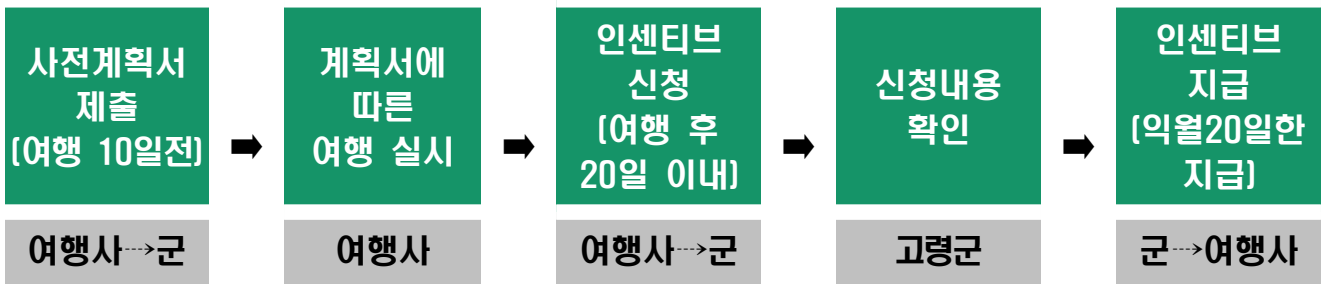 사전계획서
제출
(여행 10일전)
계획서에
따른
여행 실시
인센티브
신청
(여행 후
20일 이내)
신청내용
확인
인센티브
지급
(익월20일한
지급)
여행사→군
여행사
여행사→군
고령군
군→여행사